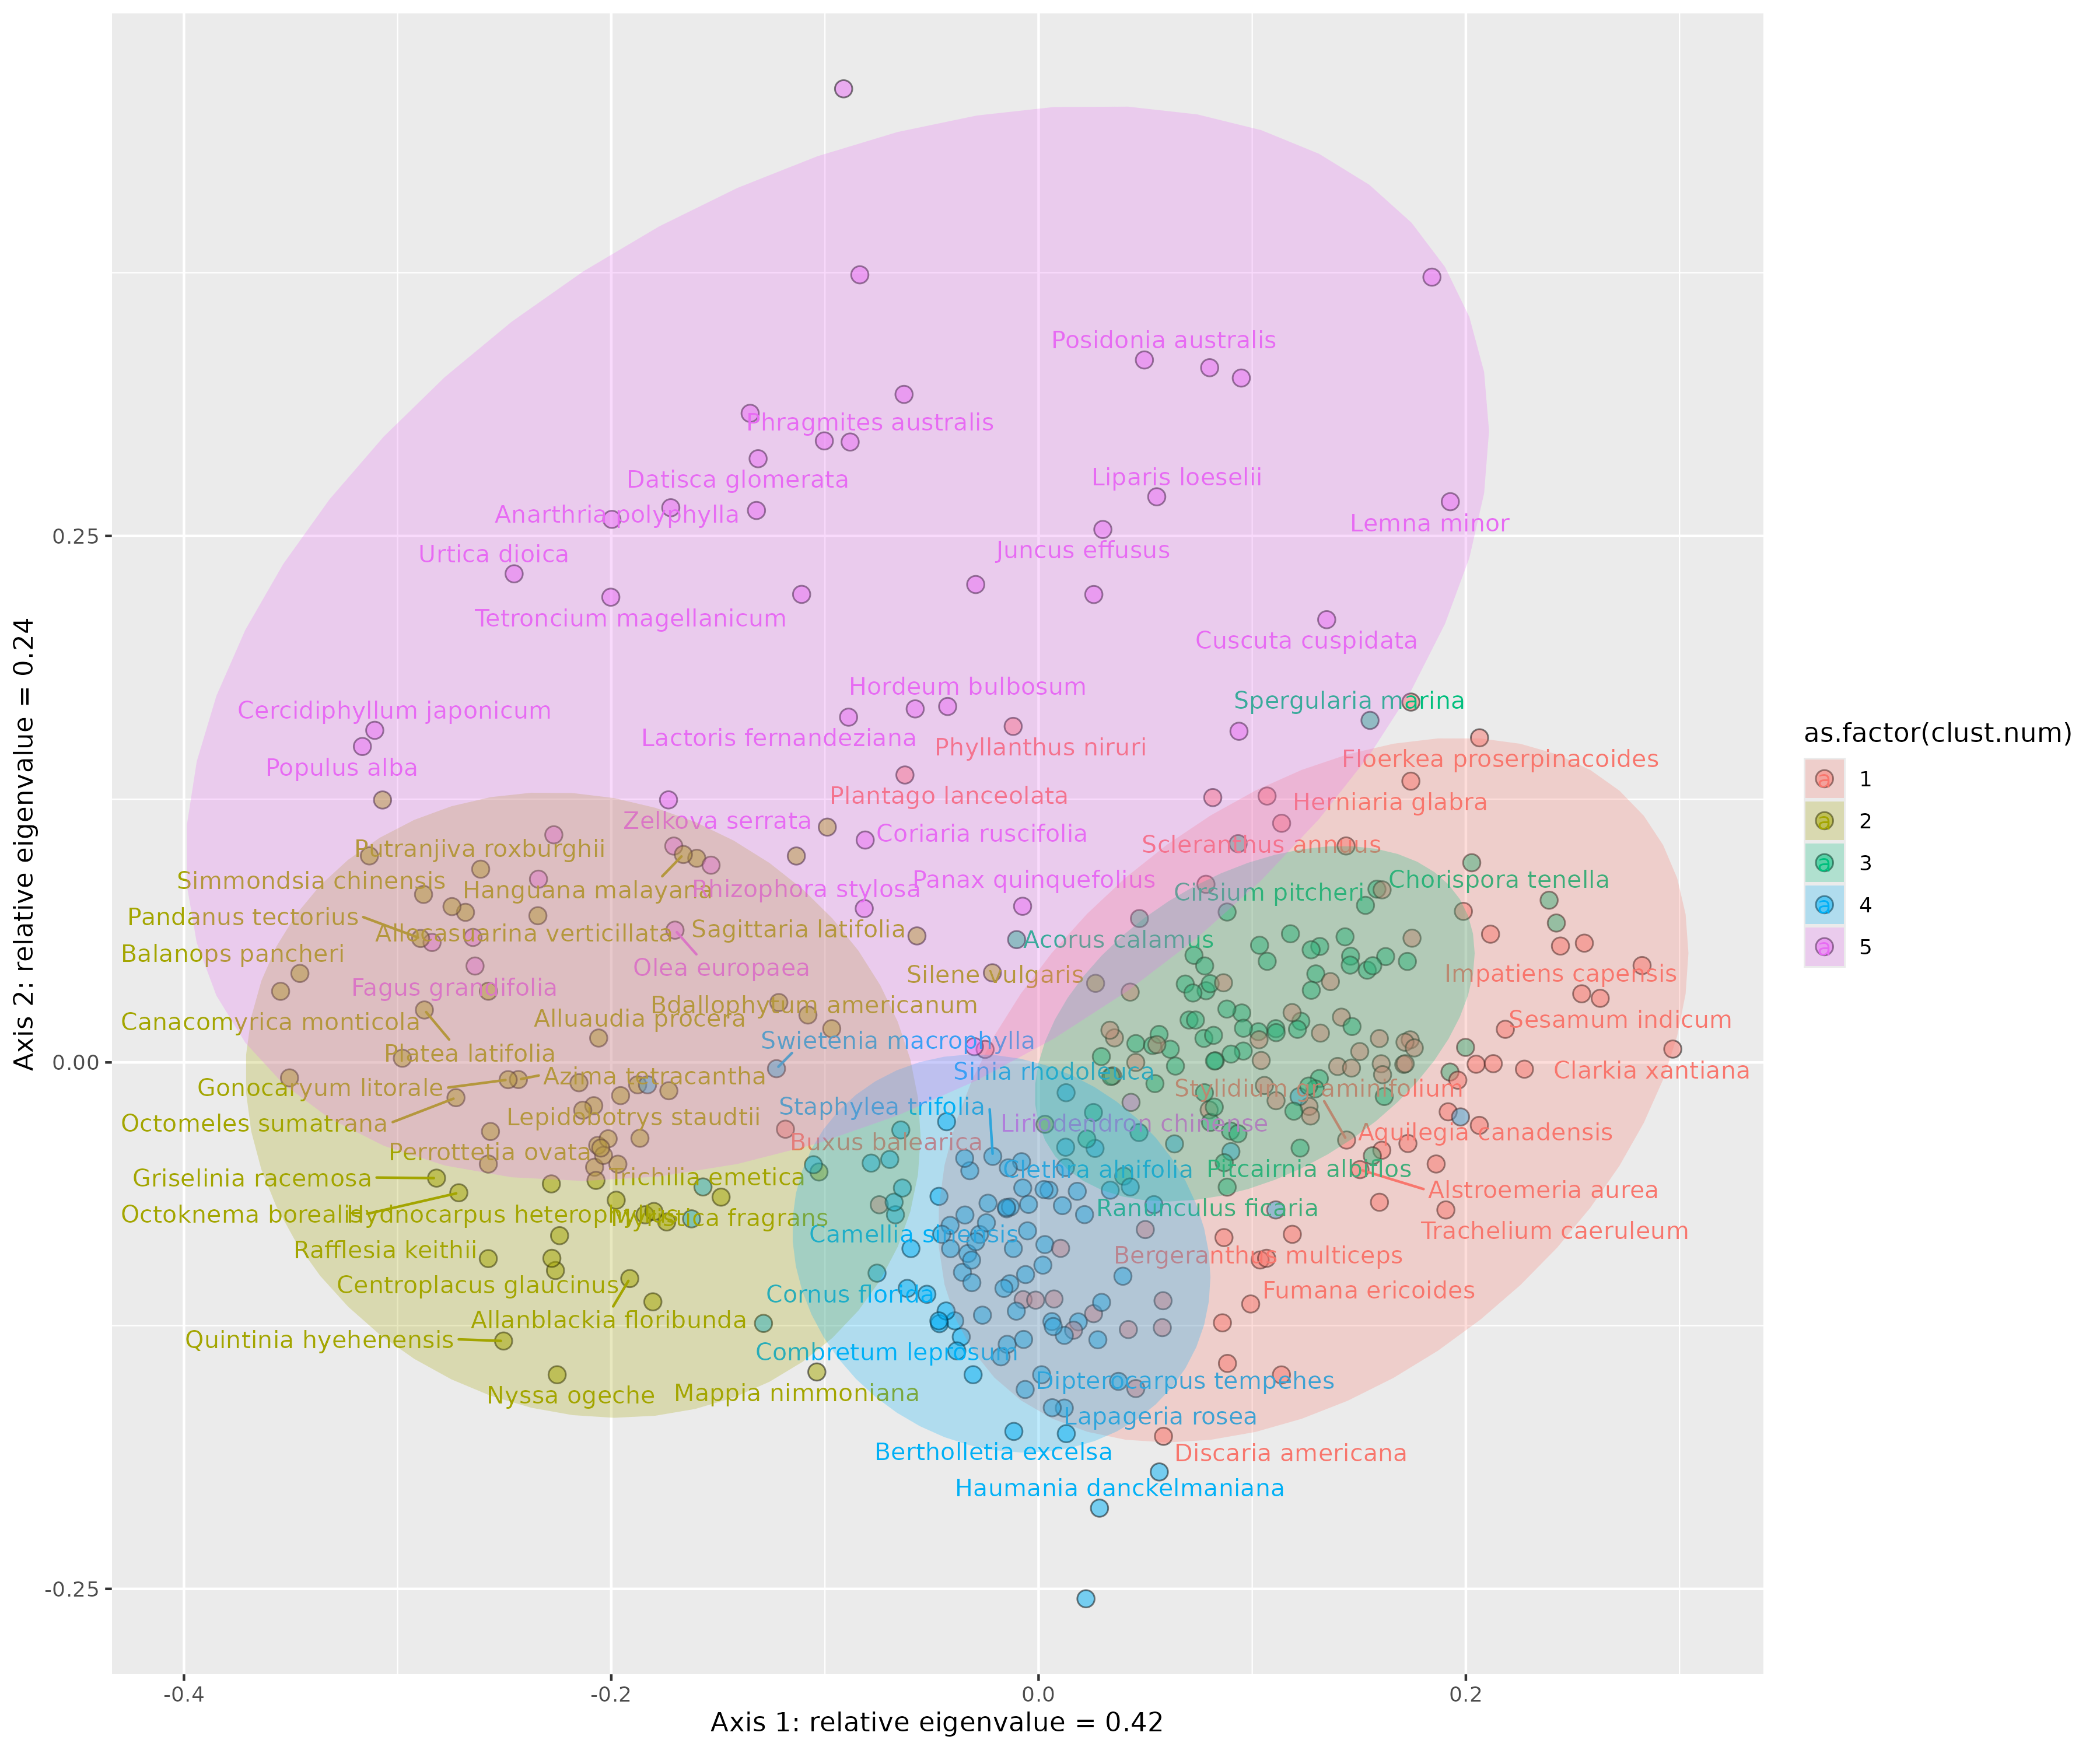 Posidonia australis
Phragmites australis
Datisca glomerata
Liparis loeselii
Anarthria polyphylla
Lemna minor
0.25
Urtica dioica
Juncus effusus
Tetroncium magellanicum
Cuscuta cuspidata
Hordeum bulbosum
Spergularia marina
Cercidiphyllum japonicum
Lactoris fernandeziana
Phyllanthus niruri
Floerkea proserpinacoides
Populus alba
Plantago lanceolata
Herniaria glabra
Zelkova serrata
Coriaria ruscifolia
Putranjiva roxburghii
Scleranthus annuus
Simmondsia chinensis
Hanguana malayana
Rhizophora stylosa
Panax quinquefolius
Cirsium pitcheri
Chorispora tenella
Pandanus tectorius
Allocasuarina verticillata
Sagittaria latifolia
Acorus calamus
Balanops pancheri
Olea europaea
Silene vulgaris
Impatiens capensis
Fagus grandifolia
Bdallophytum americanum
Canacomyrica monticola
Alluaudia procera
Sesamum indicum
Platea latifolia
Swietenia macrophylla
0.00
Gonocaryum litorale
Azima tetracantha
Sinia rhodoleuca
Stylidium graminifolium
Clarkia xantiana
Octomeles sumatrana
Lepidobotrys staudtii
Staphylea trifolia
Liriodendron chinense
Aquilegia canadensis
Perrottetia ovata
Buxus balearica
Griselinia racemosa
Trichilia emetica
Clethra alnifolia
Pitcairnia albiflos
Alstroemeria aurea
Octoknema borealis
Hydnocarpus heterophyllus
Myristica fragrans
Ranunculus ficaria
Trachelium caeruleum
Rafflesia keithii
Camellia sinensis
Bergeranthus multiceps
Centroplacus glaucinus
Cornus florida
Fumana ericoides
Allanblackia floribunda
Quintinia hyehenensis
Combretum leprosum
Nyssa ogeche
Mappia nimmoniana
Dipterocarpus tempehes
Lapageria rosea
Bertholletia excelsa
Discaria americana
Haumania danckelmaniana
-0.25
-0.4
-0.2
0.0
0.2
Axis 1: relative eigenvalue = 0.42
Axis 2: relative eigenvalue = 0.24
as.factor(clust.num)
a 1
a 2
a 3
a 4
a 5